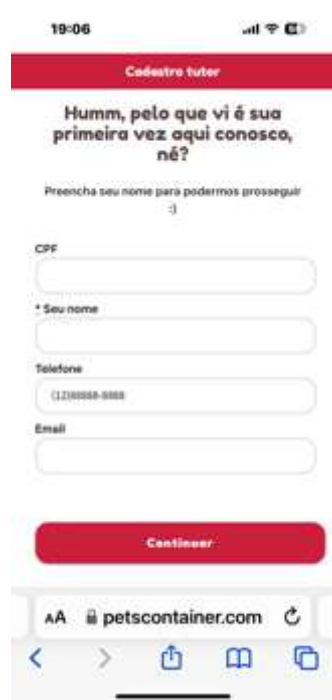 19:06
Cadastro tutor
Humm, pelo que vi é sua
primeira vez aqui conosco,
né?
Preencha seu nome para podermos prosseguir
:)
CPF
* Seu nome
Telefone
(12)88888-8888
Email
Continuar
AA petscontainer.com